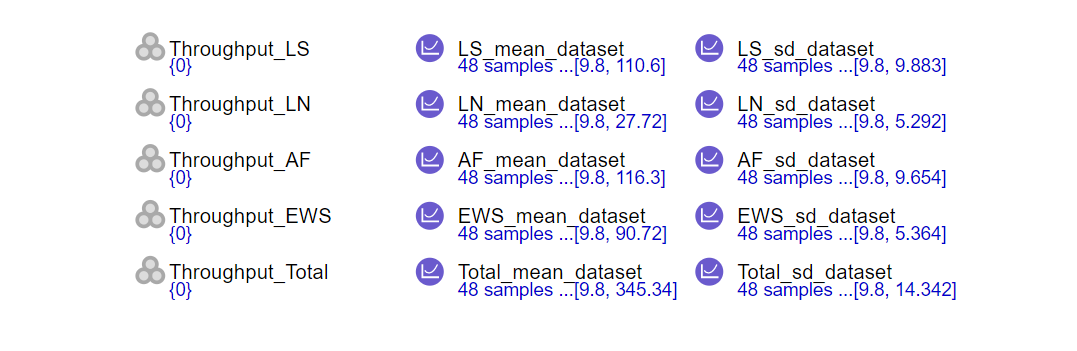 Throughput_LS
{0}
LS_mean_dataset
48 samples ...[9.8, 110.6]
LS_sd_dataset
48 samples ...[9.8, 9.883]
Throughput_LN
{0}
LN_mean_dataset
48 samples ...[9.8, 27.72]
LN_sd_dataset
48 samples ...[9.8, 5.292]
Throughput_AF
{0}
AF_mean_dataset
48 samples ...[9.8, 116.3]
AF_sd_dataset
48 samples ...[9.8, 9.654]
Throughput_EWS
{0}
EWS_mean_dataset
48 samples ...[9.8, 90.72]
EWS_sd_dataset
48 samples ...[9.8, 5.364]
Throughput_Total
{0}
Total_mean_dataset
48 samples ...[9.8, 345.34]
Total_sd_dataset
48 samples ...[9.8, 14.342]